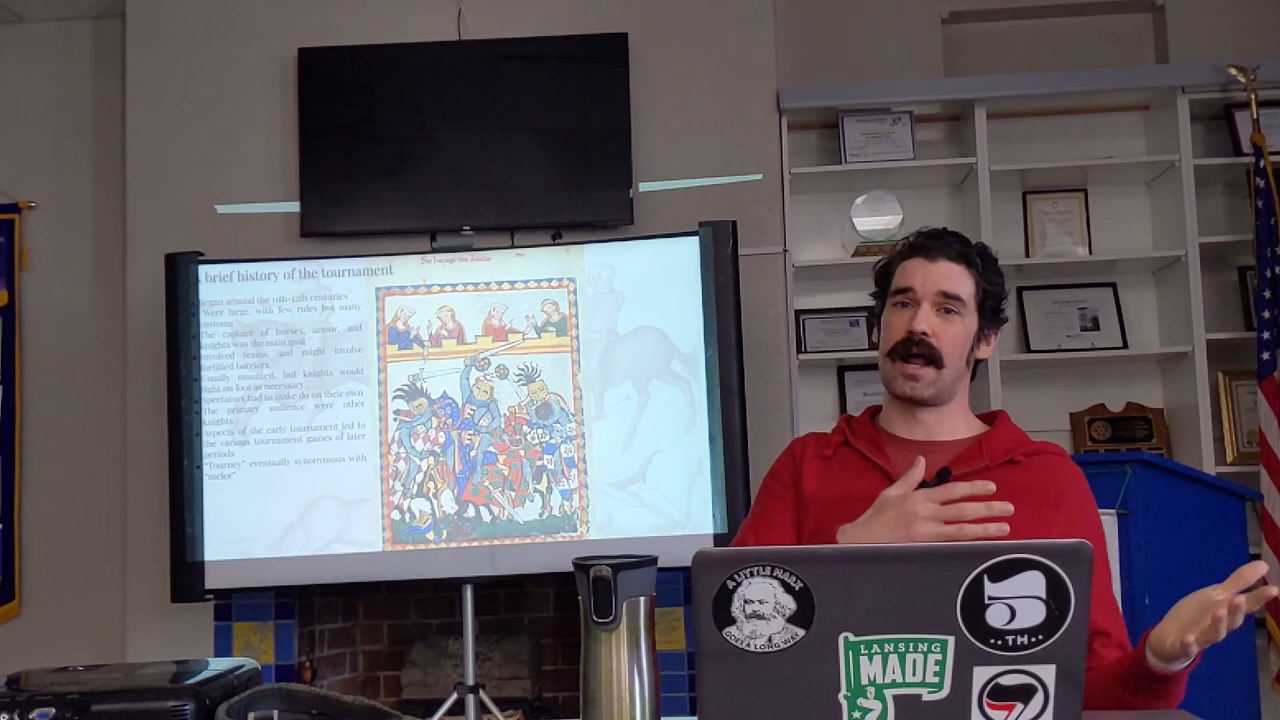 brief history of the tournament
began around the 11th-12th centuries
Were large, with few rules but many
customs
The capture of horses, armor, and
knights was the main goal
Involved teams, and might involve
fortified barriers
Usually mounted, but knights would
fight on foot as necessary
Spectators had to make do on their own
The primary audience were other
knights
Aspects of the early tournament led to
the various tournament games of later
periods
"Tourney" eventually synonymous with
"melee"
A LITTLE MARX
GOES A LONG WAY
LANSING
MADE
5
TH